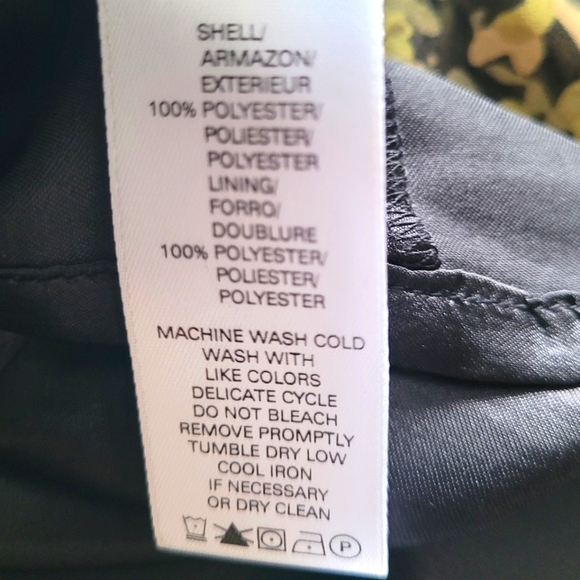 SHELL/
ARMAZON/
EXTERIEUR
100% POLYESTER/
POLIESTER/
POLYESTER
LINING/
FORRO/
DOUBLURE
100% POLYESTER/
POLIESTER/
POLYESTER
MACHINE WASH COLD
WASH WITH
LIKE COLORS
DELICATE CYCLE
DO NOT BLEACH
REMOVE PROMPTLY
TUMBLE DRY LOW
COOL IRON
IF NECESSARY
OR DRY CLEAN
P